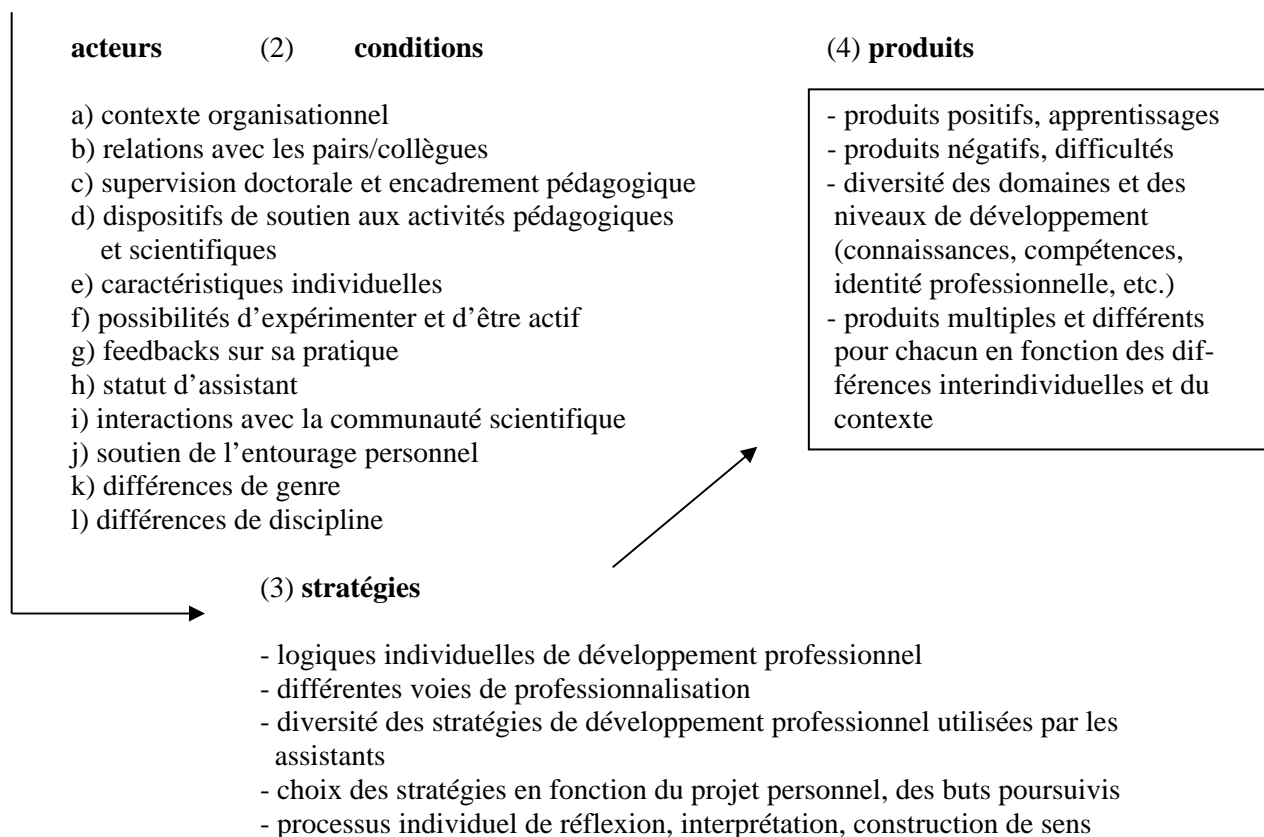 acteurs (2) conditions
a) contexte organisationnel
b) relations avec les pairs/collègues
c) supervision doctorale et encadrement pédagogique
d) dispositifs de soutien aux activités pédagogiques
et scientifiques
e) caractéristiques individuelles
f) possibilités d’expérimenter et d’être actif
g) feedbacks sur sa pratique
h) statut d’assistant
i) interactions avec la communauté scientifique
j) soutien de l’entourage personnel
k) différences de genre
l) différences de discipline
(4) produits
- produits positifs, apprentissages
- produits négatifs, difficultés
- diversité des domaines et des
niveaux de développement
(connaissances, compétences,
identité professionnelle, etc.)
- produits multiples et différents
pour chacun en fonction des dif-
férences interindividuelles et du
contexte
(3) stratégies
- logiques individuelles de développement professionnel
- différentes voies de professionnalisation
- diversité des stratégies de développement professionnel utilisées par les
assistants
- choix des stratégies en fonction du projet personnel, des buts poursuivis
- processus individuel de réflexion, interprétation, construction de sens